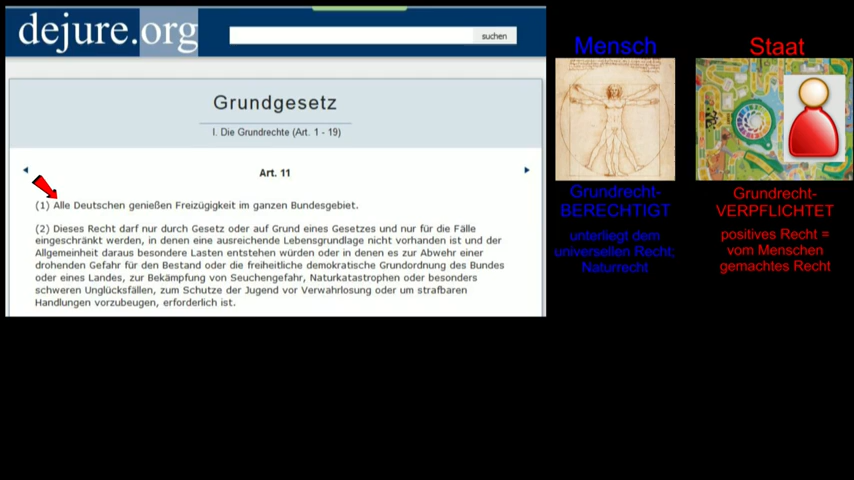 dejure.org
suchen
Grundgesetz
I. Die Grundrechte (Art. 1 - 19)
Art. 11
(1) Alle Deutschen genießen Freizügigkeit im ganzen Bundesgebiet.
(2) Dieses Recht darf nur durch Gesetz oder auf Grund eines Gesetzes und nur für die Fälle
eingeschränkt werden, in denen eine ausreichende Lebensgrundlage nicht vorhanden ist und der
Allgemeinheit daraus besondere Lasten entstehen würden oder in denen es zur Abwehr einer
drohenden Gefahr für den Bestand oder die freiheitliche demokratische Grundordnung des Bundes
oder eines Landes, zur Bekämpfung von Seuchengefahr, Naturkatastrophen oder besonders
schweren Unglücksfällen, zum Schutze der Jugend vor Verwahrlosung oder um strafbaren
Handlungen vorzubeugen, erforderlich ist.
Mensch
Grundrecht-
BERECHTIGT
unterliegt dem
universellen Recht;
Naturrecht
Staat
Grundrecht-
VERPFLICHTET
positives Recht =
vom Menschen
gemachtes Recht